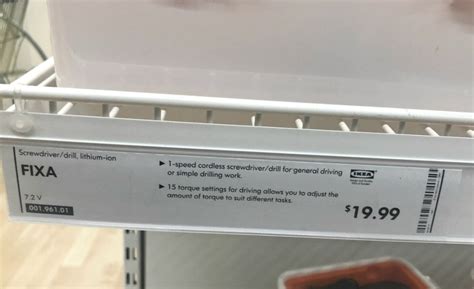 Screwdriver/drill, lithium-ion
FIXA
7.2 V
001.961.01
▸ 1-speed cordless screwdriver/drill for general driving
or simple drilling work.
▸ 15 torque settings for driving allows you to adjust the
amount of torque to suit different tasks.
IKEA
$19.99